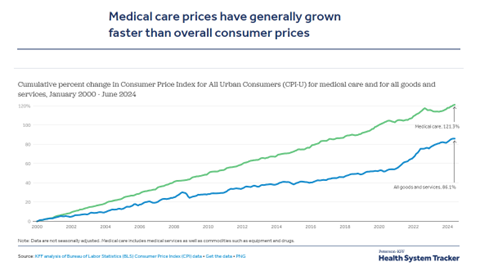 Medical care prices have generally grown
faster than overall consumer prices
Cumulative percent change in Consumer Price Index for All Urban Consumers (CPI-U) for medical care and for all goods and
services, January 2000 - June 2024
120%
100
80
60
40
20
0
Medical care, 121.3%
All goods and services, 86.1%
2000
2002
2004
2006
2008
2010
2012
2014
2016
2018
2020
2022
2024
Note: Data are not seasonally adjusted. Medical care includes medical services as well as commodities such as equipment and drugs.
Source: KFF analysis of Bureau of Labor Statistics (BLS) Consumer Price Index (CPI) data • Get the data • PNG
Peterson-KFF
Health System Tracker